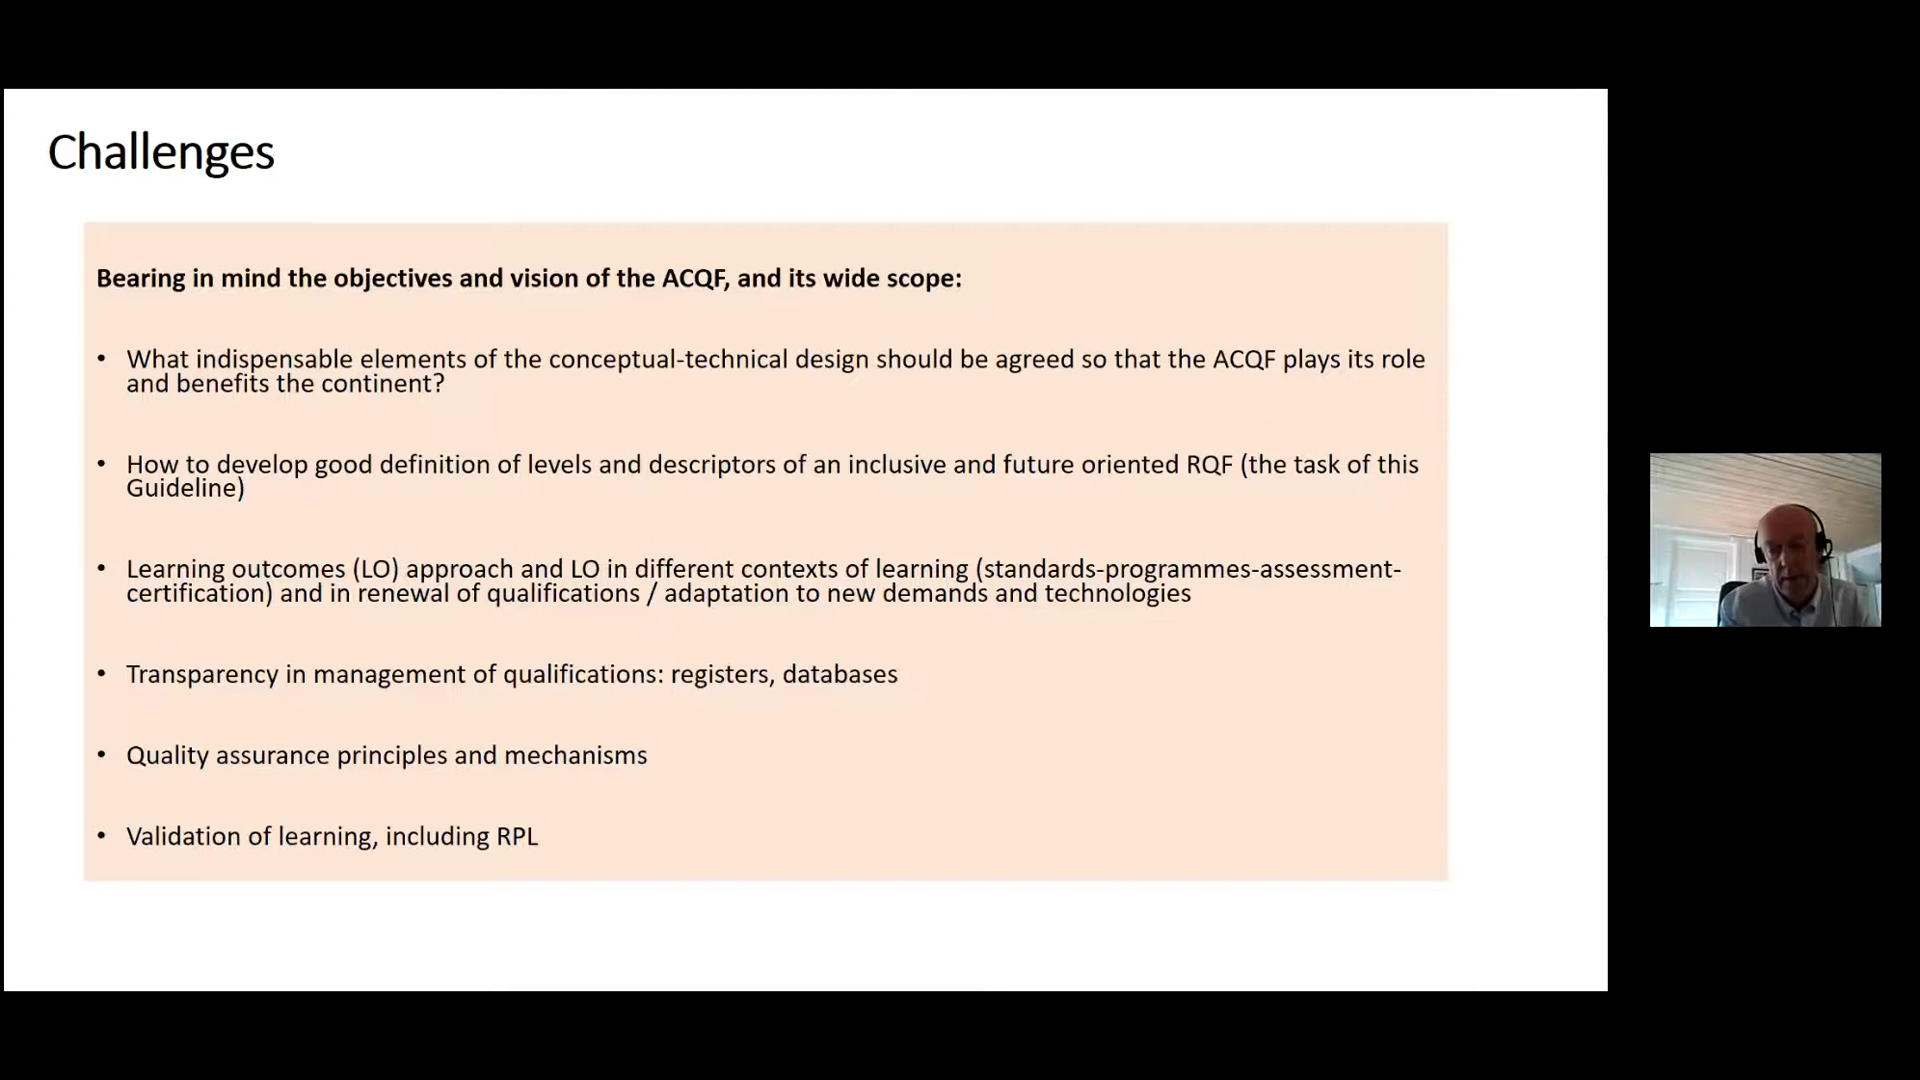 Challenges
Bearing in mind the objectives and vision of the ACQF, and its wide scope:
• What indispensable elements of the conceptual-technical design should be agreed so that the ACQF plays its role
and benefits the continent?
• How to develop good definition of levels and descriptors of an inclusive and future oriented RQF (the task of this
Guideline)
• Learning outcomes (LO) approach and LO in different contexts of learning (standards-programmes-assessment-
certification) and in renewal of qualifications / adaptation to new demands and technologies
• Transparency in management of qualifications: registers, databases
• Quality assurance principles and mechanisms
• Validation of learning, including RPL